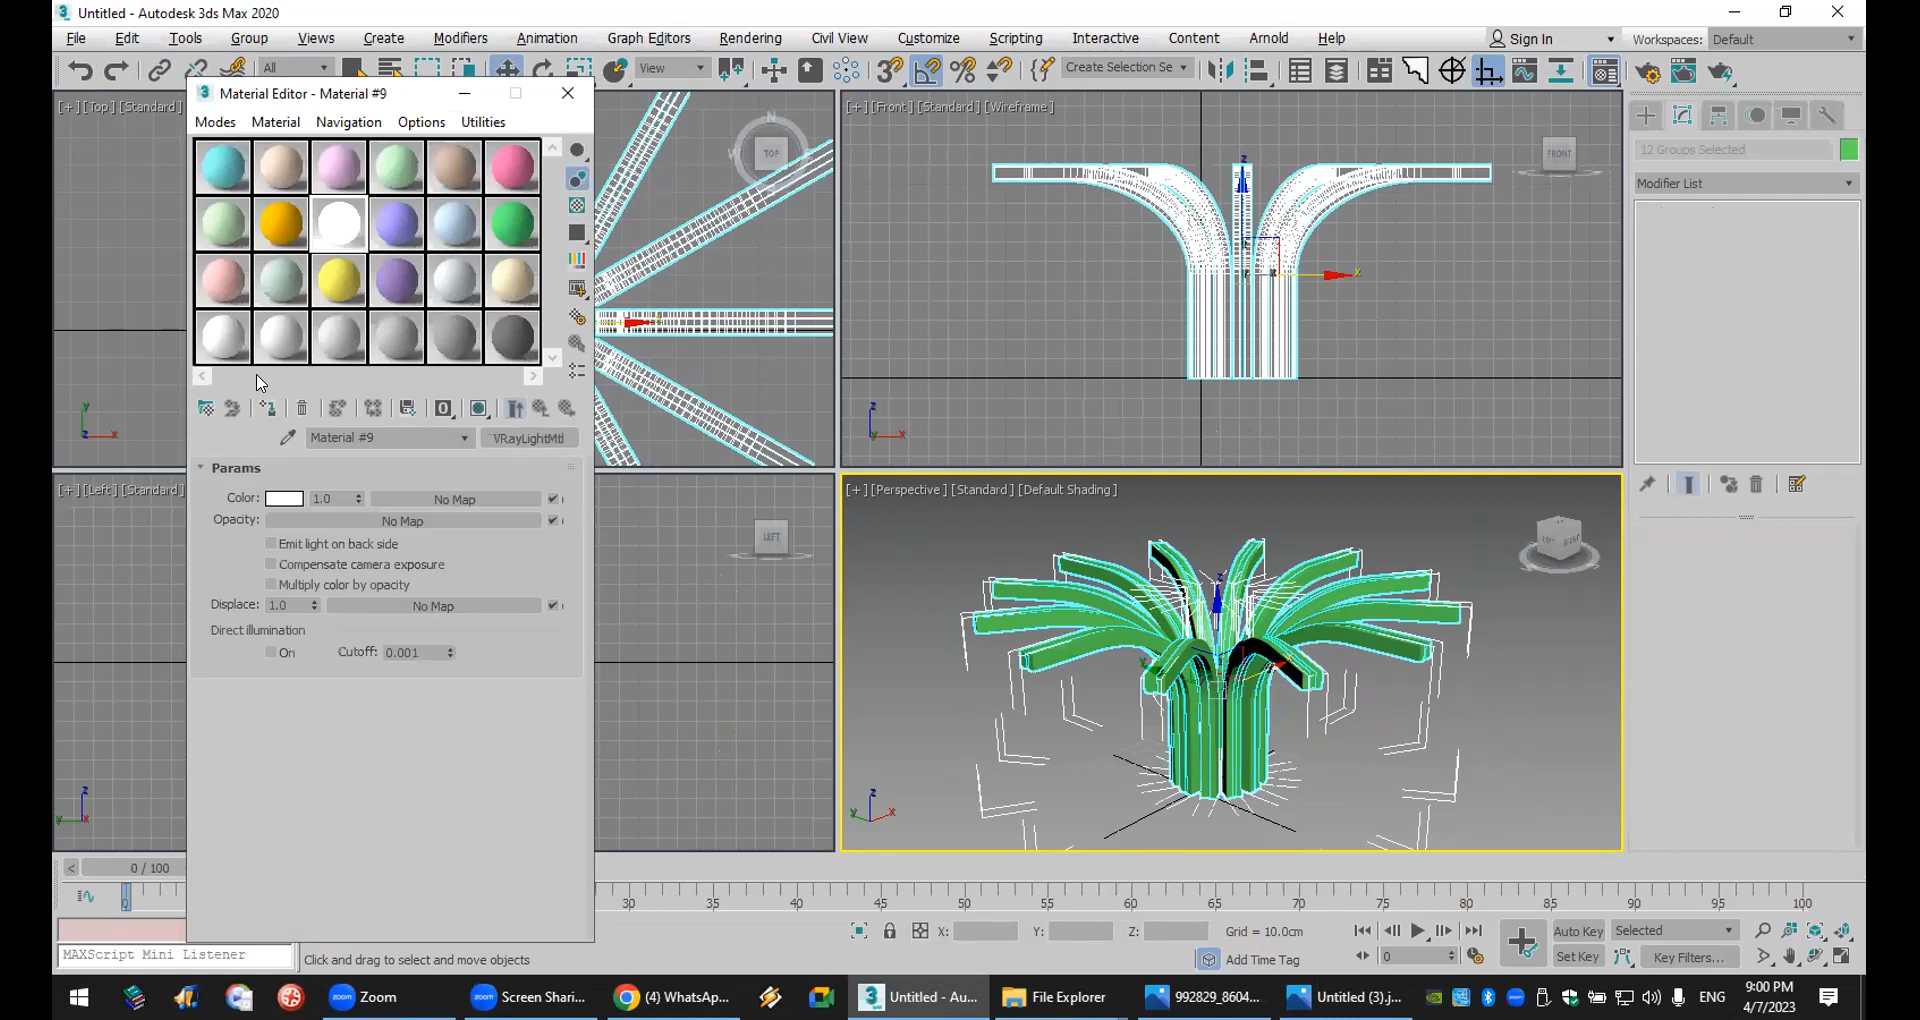 Untitled - Autodesk 3ds Max 2020
File Edit Tools Group Views Create Modifiers Animation Graph Editors Rendering Civil View Customize Scripting Interactive Content Arnold Help Sign In Workspaces: Default
All View Create Selection Se
Material Editor - Material #9
Modes Material Navigation Options Utilities
Material #9 VRayLightMtl
Params
Color: 1.0 No Map
Opacity: No Map
Emit light on back side
Compensate camera exposure
Multiply color by opacity
Displace: 1.0 No Map
Direct illumination
On Cutoff: 0.001
[+] [Top] [Standard]
TOP
[+] [Front] [Standard] [Wireframe]
FRONT
[+] [Left] [Standard]
LEFT
[+] [Perspective] [Standard] [Default Shading]
12 Groups Selected
Modifier List
0 / 100
0 30 35 40 45 50 55 60 65 70 75 80 85 90 95 100
X: Y: Z: Grid = 10.0cm
Auto Key Selected
MAXScript Mini Listener
Click and drag to select and move objects
Add Time Tag
0
Set Key Key Filters...
Zoom
zoom Screen Shari...
(4) WhatsAp...
Untitled - Au...
File Explorer
992829_8604...
Untitled (3).j...
ENG
9:00 PM
4/7/2023